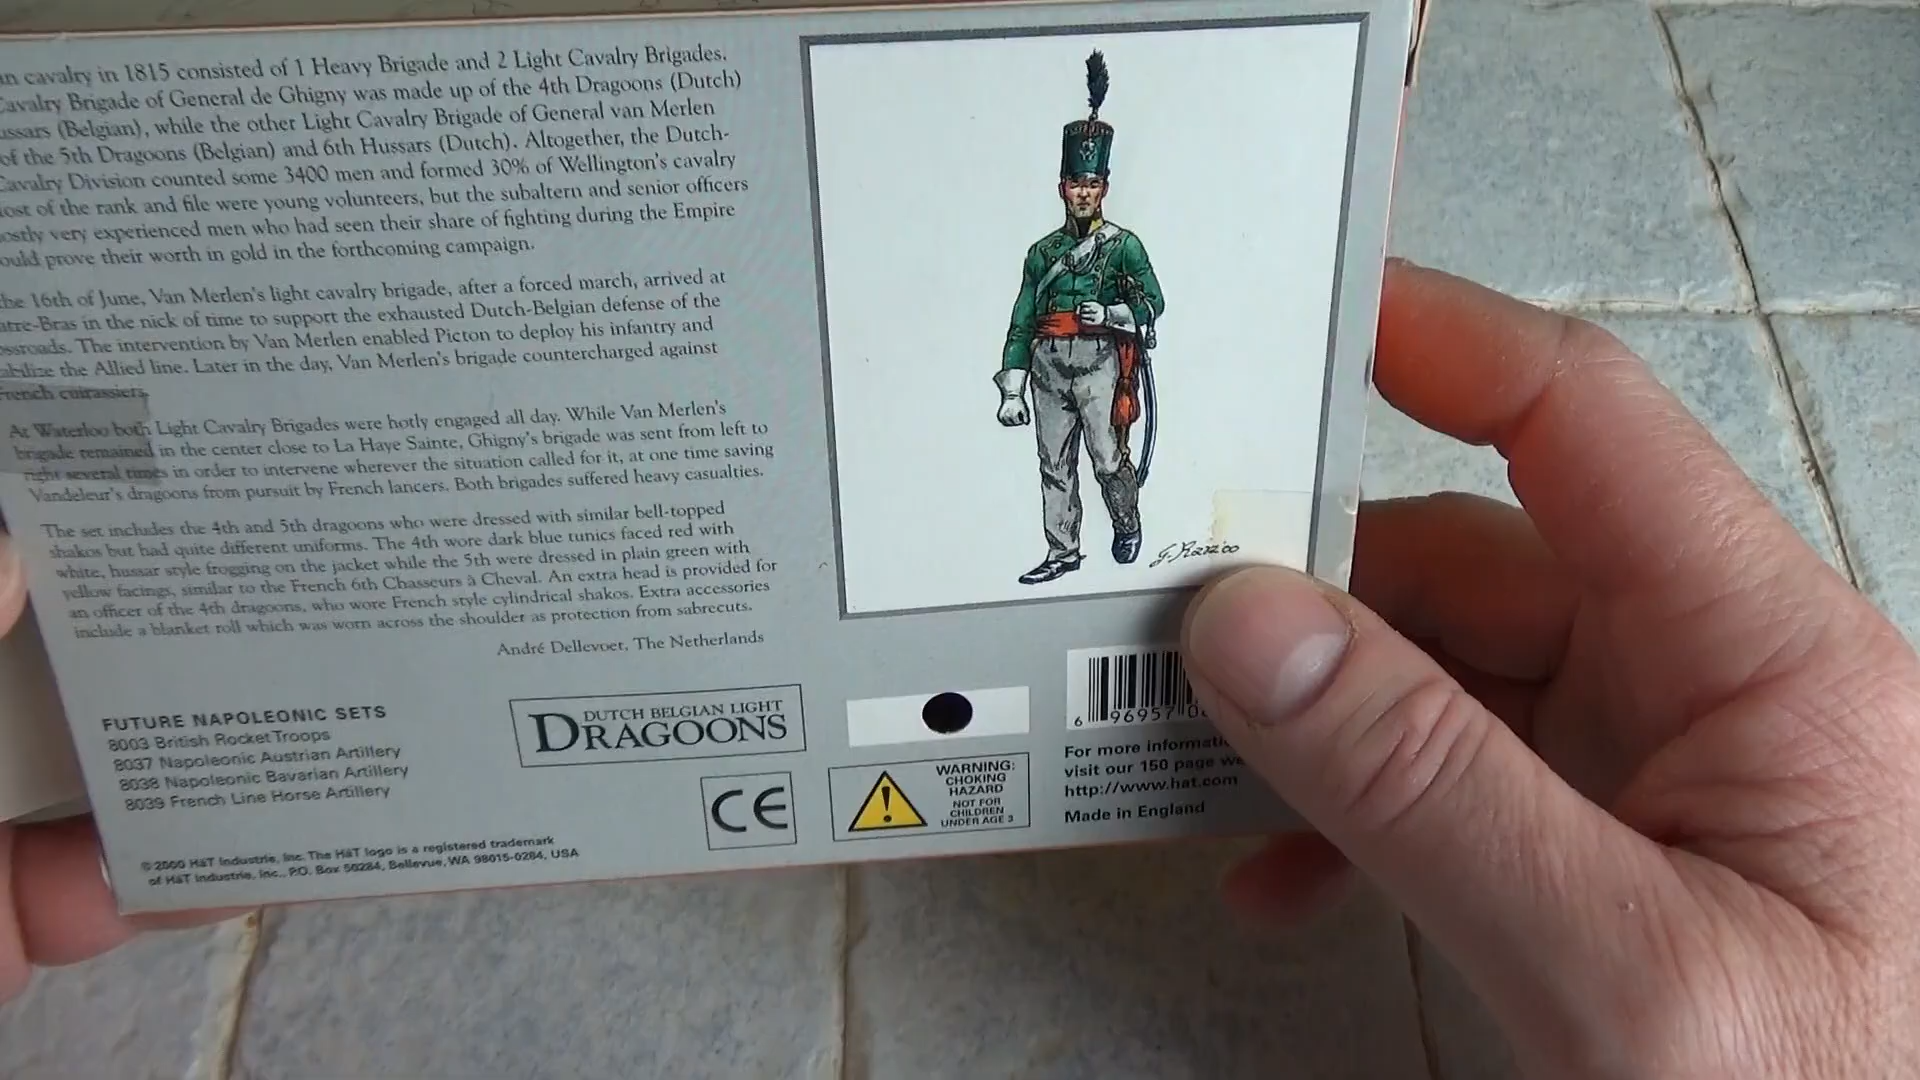 an cavalry in 1815 consisted of 1 Heavy Brigade and 2 Light Cavalry Brigades.
Cavalry Brigade of General de Ghigny was made up of the 4th Dragoons (Dutch)
ussars (Belgian), while the other Light Cavalry Brigade of General van Merlen
of the 5th Dragoons (Belgian) and 6th Hussars (Dutch). Altogether, the Dutch-
Cavalry Division counted some 3400 men and formed 30% of Wellington's cavalry
ost of the rank and file were young volunteers, but the subaltern and senior officers
ostly very experienced men who had seen their share of fighting during the Empire
ould prove their worth in gold in the forthcoming campaign.
the 16th of June, Van Merlen's light cavalry brigade, after a forced march, arrived at
atre-Bras in the nick of time to support the exhausted Dutch-Belgian defense of the
ossroads. The intervention by Van Merlen enabled Picton to deploy his infantry and
abilize the Allied line. Later in the day, Van Merlen's brigade countercharged against
French cuirassiers.
At Waterloo both Light Cavalry Brigades were hotly engaged all day. While Van Merlen's
brigade remained in the center close to La Haye Sainte, Ghigny's brigade was sent from left to
right several times in order to intervene wherever the situation called for it, at one time saving
Vandeleur's dragoons from pursuit by French lancers. Both brigades suffered heavy casualties.
The set includes the 4th and 5th dragoons who were dressed with similar bell-topped
shakos but had quite different uniforms. The 4th wore dark blue tunics faced red with
white, hussar style frogging on the jacket while the 5th were dressed in plain green with
yellow facings, similar to the French 6th Chasseurs à Cheval. An extra head is provided for
an officer of the 4th dragoons, who wore French style cylindrical shakos. Extra accessories
include a blanket roll which was worn across the shoulder as protection from sabrecuts.
André Dellevoet, The Netherlands
FUTURE NAPOLEONIC SETS
8003 British Rocket Troops
8037 Napoleonic Austrian Artillery
8038 Napoleonic Bavarian Artillery
8039 French Line Horse Artillery
© 2000 HäT Industrie, Inc. The HäT logo is a registered trademark
of HäT Industrie, Inc., P.O. Box 50284, Bellevue, WA 98015-0284, USA
DUTCH BELGIAN LIGHT
DRAGOONS
CE
WARNING:
CHOKING
HAZARD
NOT FOR
CHILDREN
UNDER AGE 3
6 96957 0
For more informati
visit our 150 page we
http://www.hat.com
Made in England